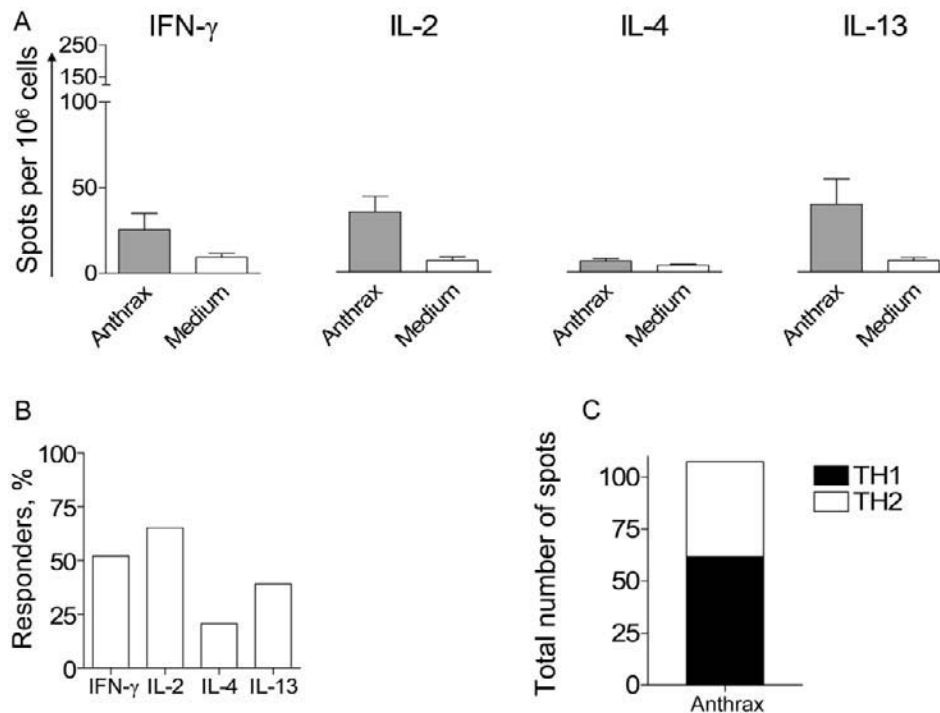 A
IFN-γ
IL-2
IL-4
IL-13
Spots per 10⁶ cells
250
150
100
50
0
Anthrax
Medium
Anthrax
Medium
Anthrax
Medium
Anthrax
Medium
B
Responders, %
100
75
50
25
0
IFN-γ
IL-2
IL-4
IL-13
C
Total number of spots
100
75
50
25
0
Anthrax
TH1
TH2